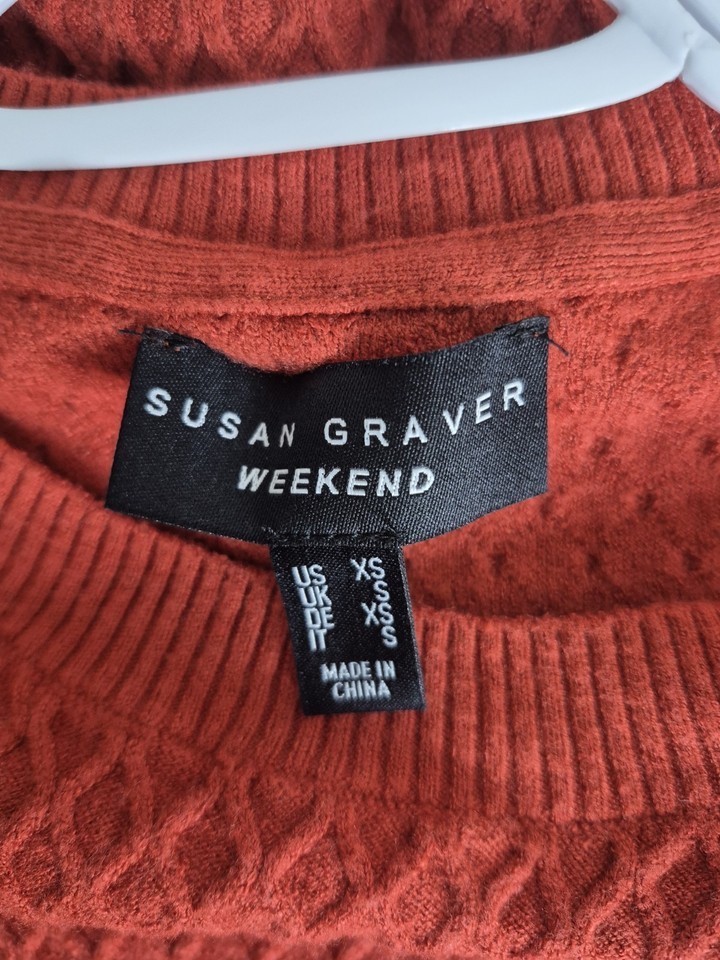 SUSAN GRAVER
WEEKEND
US XS
UK S
DE XS
IT S
MADE IN
CHINA